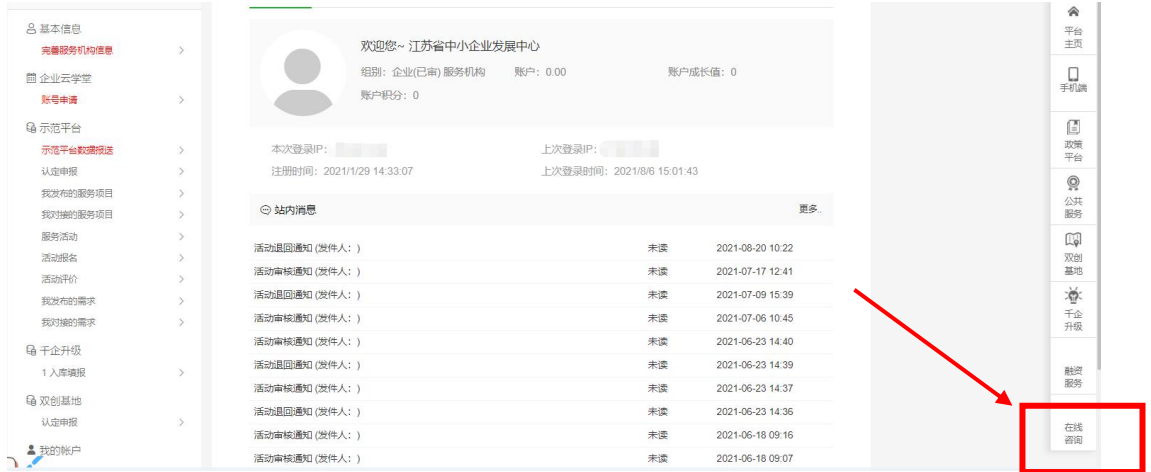 基本信息
完善服务机构信息
企业云学堂
账号申请
示范平台
示范平台数据报送
认定申报
我发布的服务项目
我对接的服务项目
服务活动
活动报名
活动评价
我发布的需求
我对接的需求
千企升级
1 入库填报
双创基地
认定申报
我的帐户
欢迎您~ 江苏省中小企业发展中心
组别：企业(已审) 服务机构 账户：0.00 账户成长值：0
账户积分：0
本次登录IP： 上次登录IP：
注册时间：2021/1/29 14:33:07 上次登录时间：2021/8/6 15:01:43
站内消息 更多..
活动退回通知 (发件人：) 未读 2021-08-20 10:22
活动审核通知 (发件人：) 未读 2021-07-17 12:41
活动退回通知 (发件人：) 未读 2021-07-09 15:39
活动审核通知 (发件人：) 未读 2021-07-06 10:45
活动审核通知 (发件人：) 未读 2021-06-23 14:40
活动退回通知 (发件人：) 未读 2021-06-23 14:39
活动审核通知 (发件人：) 未读 2021-06-23 14:37
活动退回通知 (发件人：) 未读 2021-06-23 14:36
活动审核通知 (发件人：) 未读 2021-06-18 09:16
活动审核通知 (发件人：) 未读 2021-06-18 09:07
平台
主页
手机端
政策
平台
公共
服务
双创
基地
千企
升级
融资
服务
在线
咨询